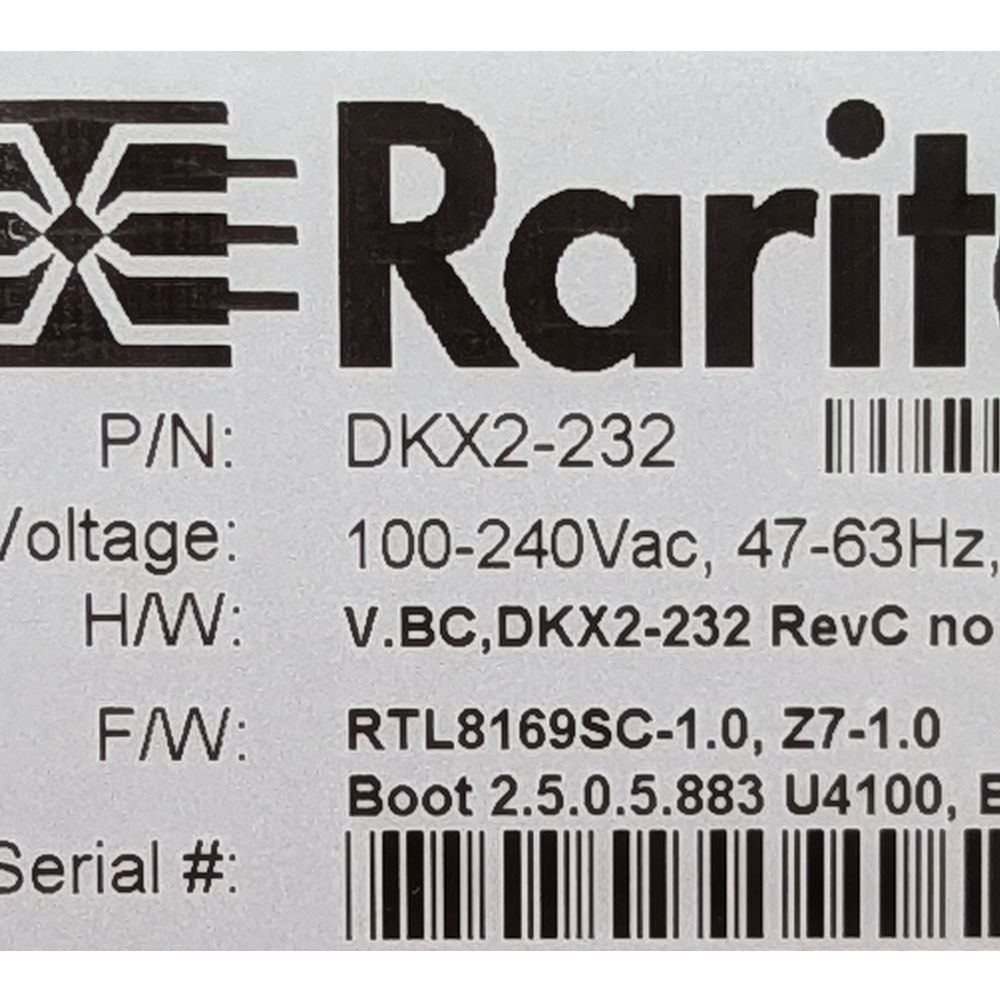 Rarit
P/N: DKX2-232
Voltage: 100-240Vac, 47-63Hz,
H/W: V.BC,DKX2-232 RevC no
F/W: RTL8169SC-1.0, Z7-1.0
Boot 2.5.0.5.883 U4100,
Serial #: